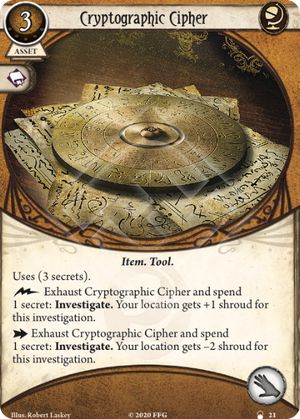 Cryptographic Cipher
3
ASSET
Item. Tool.
Uses (3 secrets).
Exhaust Cryptographic Cipher and spend
1 secret: Investigate. Your location gets +1 shroud for
this investigation.
Exhaust Cryptographic Cipher and spend
1 secret: Investigate. Your location gets –2 shroud for
this investigation.
Illus. Robert Laskey
© 2020 FFG
21